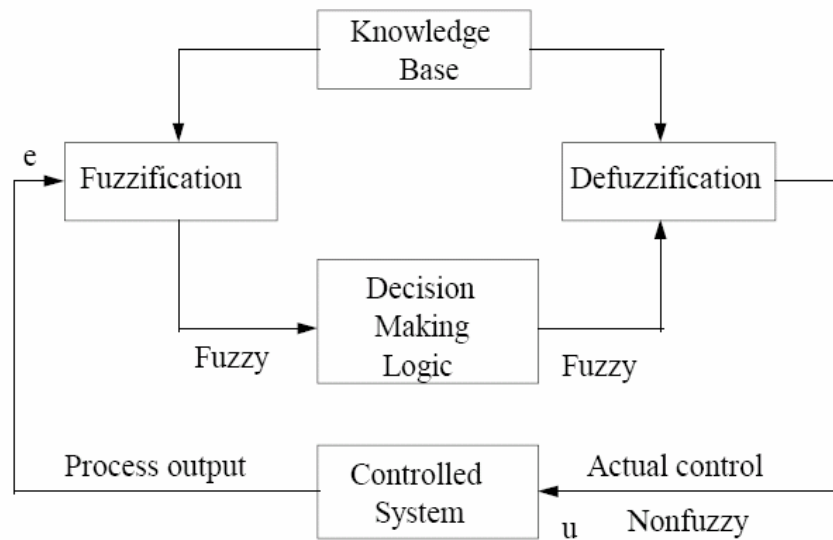 Knowledge
Base
e
Fuzzification
Defuzzification
Decision
Making
Logic
Fuzzy
Fuzzy
Process output
Controlled
System
Actual control
u
Nonfuzzy